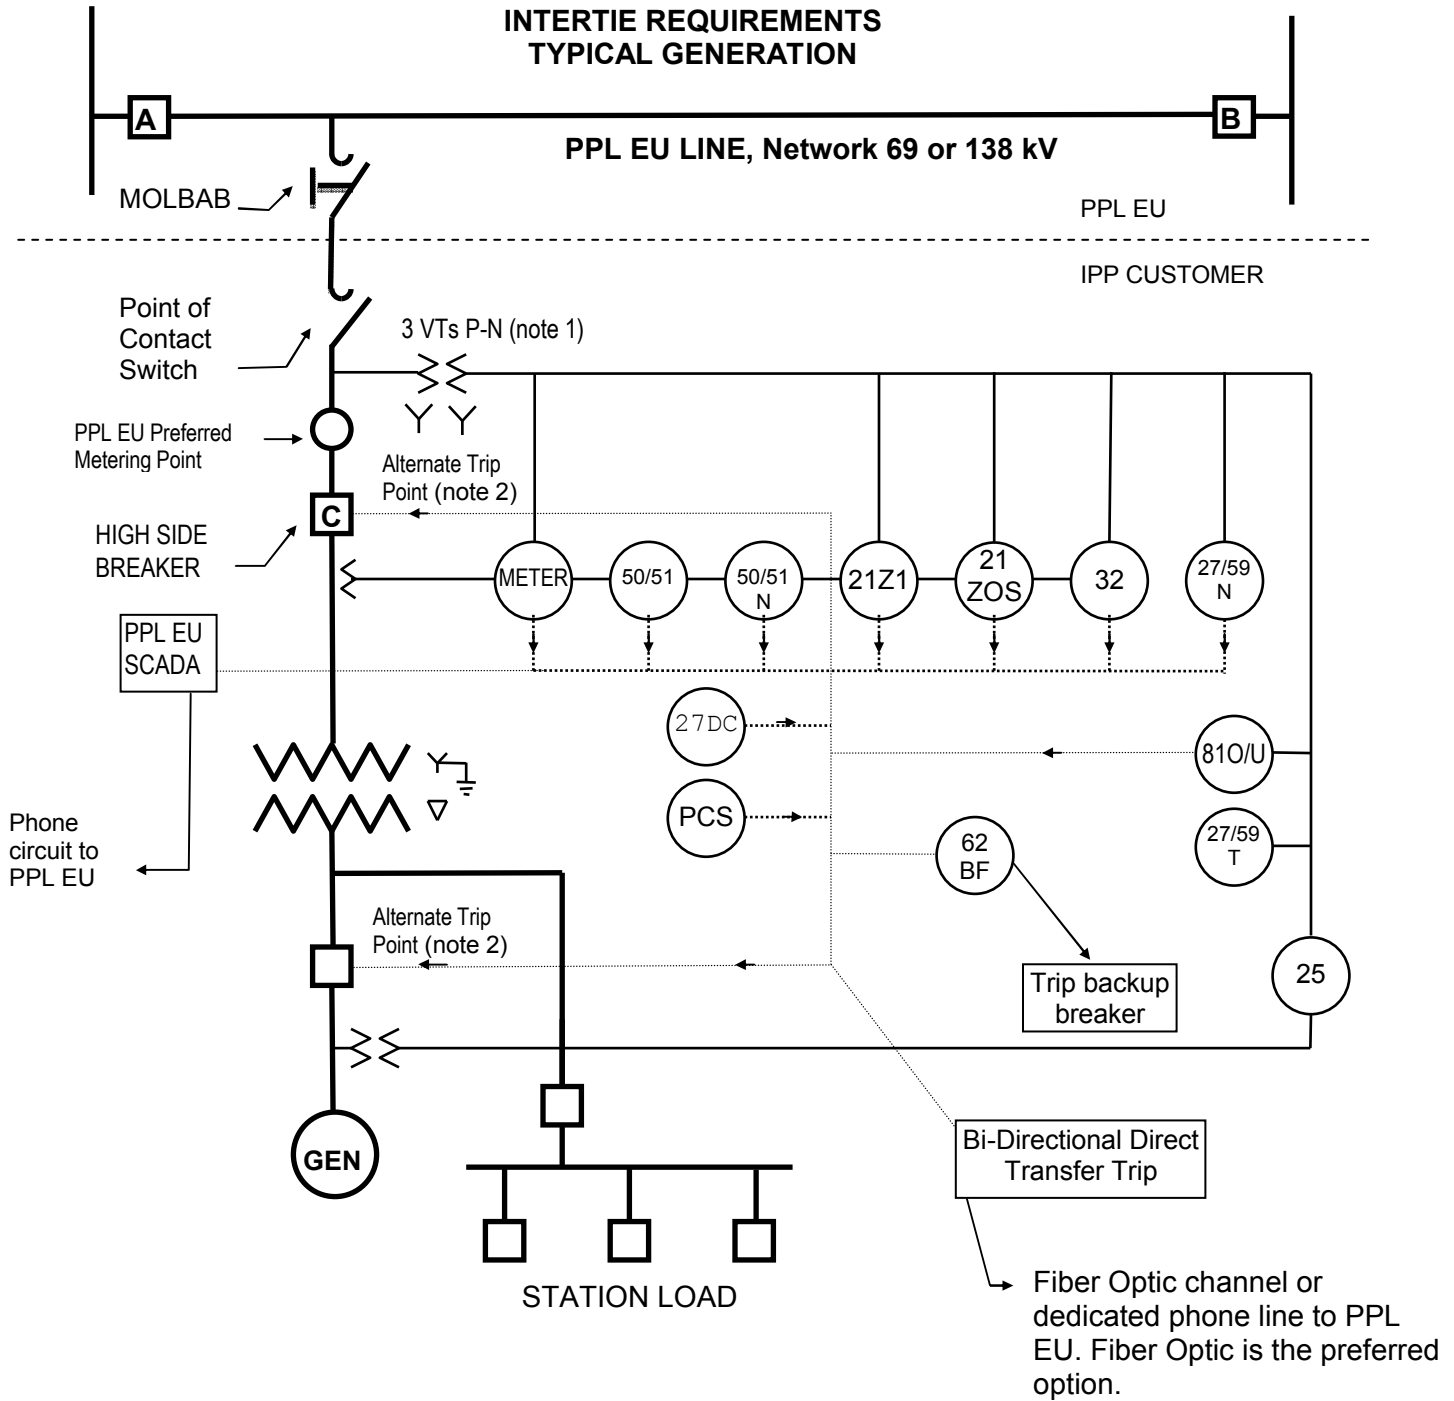 INTERTIE REQUIREMENTS
TYPICAL GENERATION
A
B
PPL EU LINE, Network 69 or 138 kV
MOLBAB
PPL EU
IPP CUSTOMER
Point of
Contact
Switch
3 VTs P-N (note 1)
PPL EU Preferred
Metering Point
Alternate Trip
Point (note 2)
C
HIGH SIDE
BREAKER
METER
50/51
50/51
N
21Z1
21
ZOS
32
27/59
N
PPL EU
SCADA
27DC
81O/U
PCS
62
BF
27/59
T
Phone
circuit to
PPL EU
Alternate Trip
Point (note 2)
Trip backup
breaker
25
GEN
Bi-Directional Direct
Transfer Trip
STATION LOAD
Fiber Optic channel or
dedicated phone line to PPL
EU. Fiber Optic is the preferred
option.